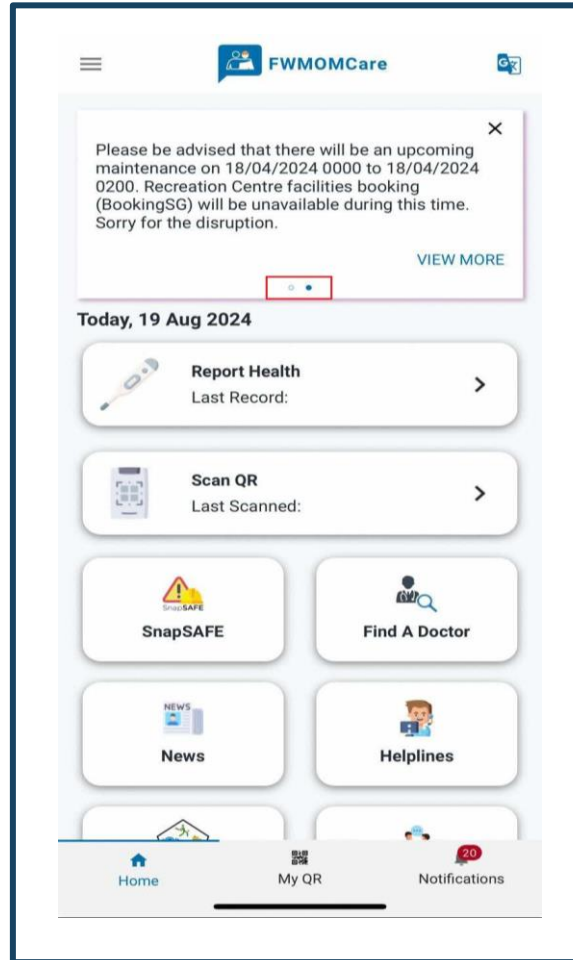 FWMOMCare
Please be advised that there will be an upcoming
maintenance on 18/04/2024 0000 to 18/04/2024
0200. Recreation Centre facilities booking
(BookingSG) will be unavailable during this time.
Sorry for the disruption.
VIEW MORE
Today, 19 Aug 2024
Report Health
Last Record:
Scan QR
Last Scanned:
SnapSAFE
SnapSAFE
Find A Doctor
NEWS
News
Helplines
20
Home
My QR
Notifications